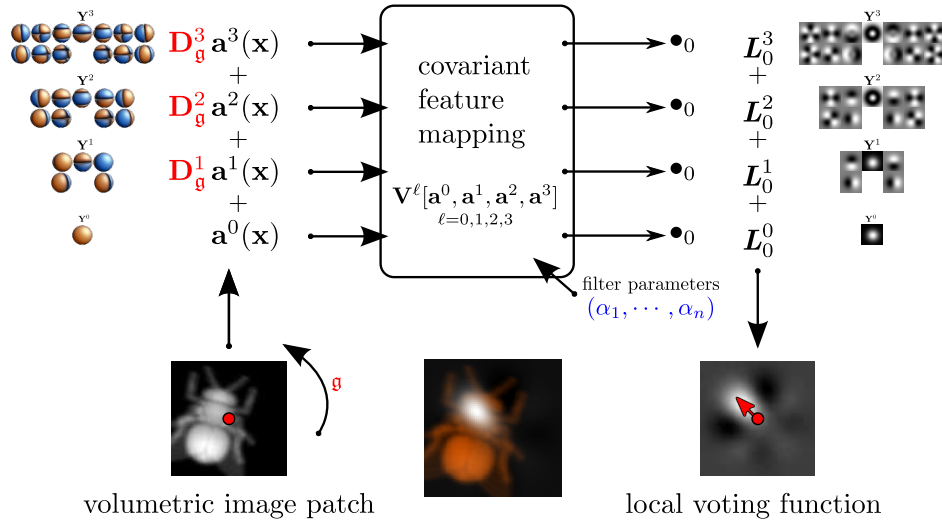 Y³ D³𝔤 a³(x) •₀ L³₀ Y³
+ +
Y² D²𝔤 a²(x) •₀ L²₀ Y²
+ +
Y¹ D¹𝔤 a¹(x) •₀ L¹₀ Y¹
+ +
Y⁰ a⁰(x) •₀ L⁰₀ Y⁰
covariant
feature
mapping
V^ℓ[a⁰, a¹, a², a³]
ℓ=0,1,2,3
filter parameters
(α₁, ⋯ , αₙ)
𝔤
volumetric image patch
local voting function